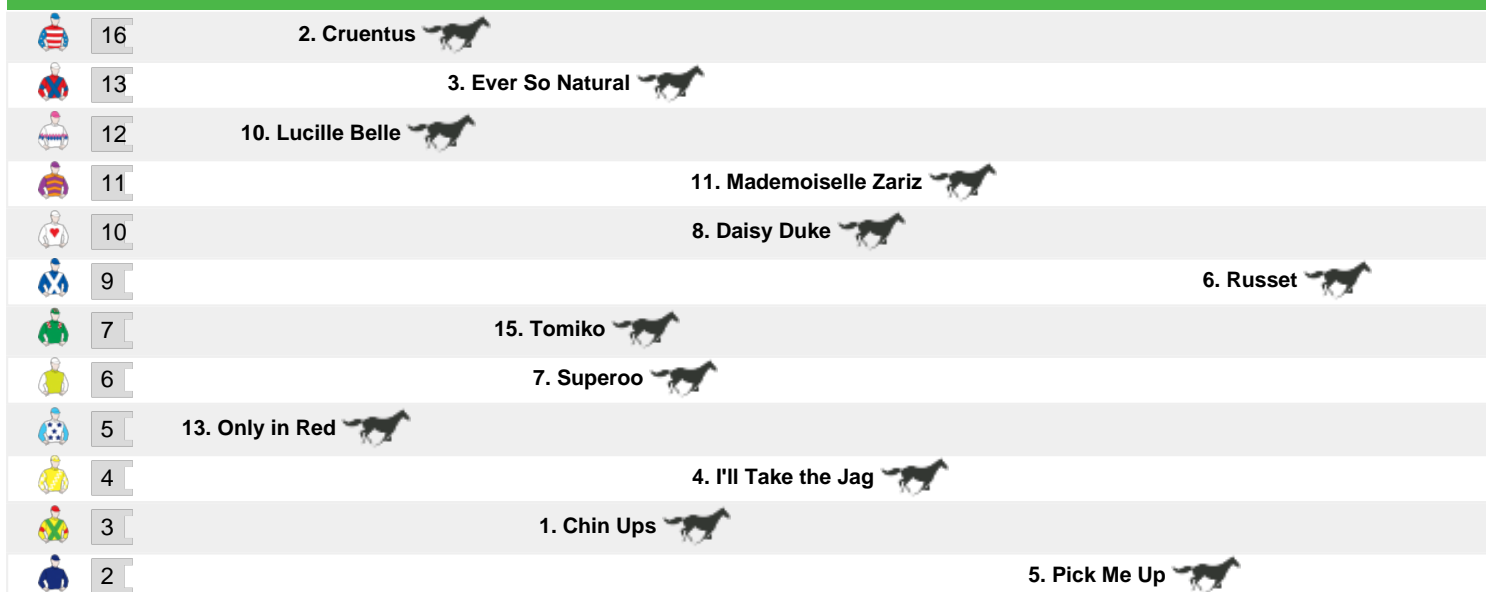 16 2. Cruentus
13 3. Ever So Natural
12 10. Lucille Belle
11 11. Mademoiselle Zariz
10 8. Daisy Duke
9 6. Russet
7 15. Tomiko
6 7. Superoo
5 13. Only in Red
4 4. I'll Take the Jag
3 1. Chin Ups
2 5. Pick Me Up